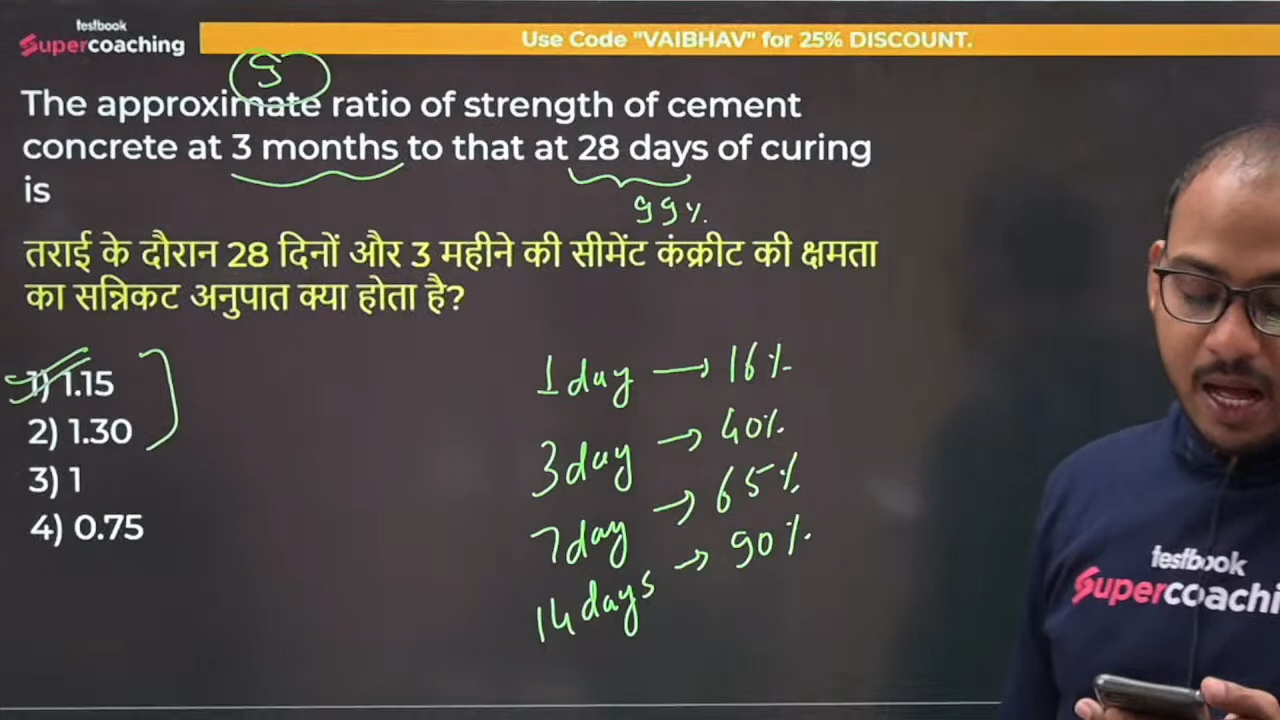 testbook
Supercoaching
Use Code "VAIBHAV" for 25% DISCOUNT.
The approximate ratio of strength of cement
concrete at 3 months to that at 28 days of curing
is
99%.
तराई के दौरान 28 दिनों और 3 महीने की सीमेंट कंक्रीट की क्षमता
का सन्निकट अनुपात क्या होता है?
1) 1.15
2) 1.30
3) 1
4) 0.75
1 day → 16%.
3 day → 40%.
7 day → 65%
14 days → 90%.
testbook
Supercoachi